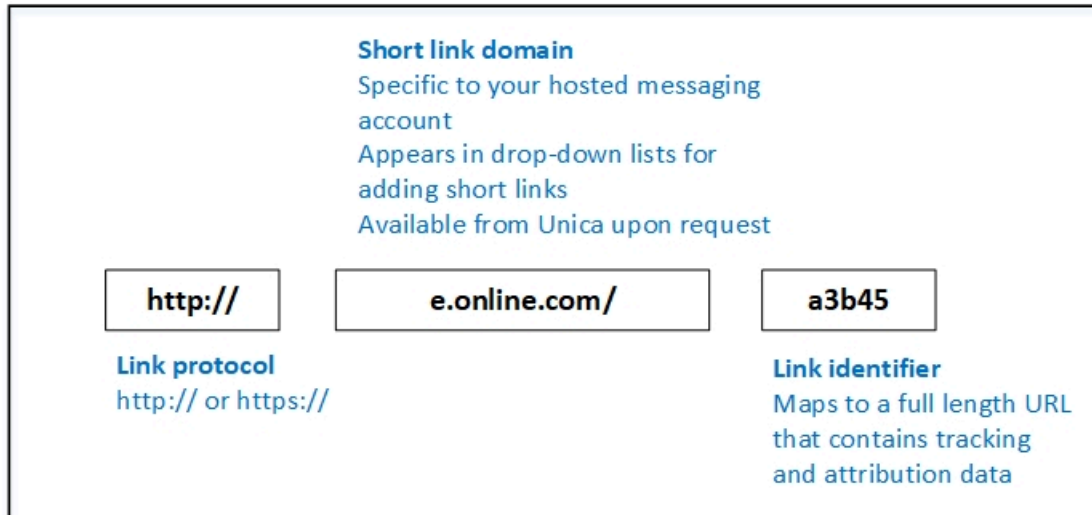 Short link domain
Specific to your hosted messaging
account
Appears in drop-down lists for
adding short links
Available from Unica upon request
http://
e.online.com/
a3b45
Link protocol
http:// or https://
Link identifier
Maps to a full length URL
that contains tracking
and attribution data